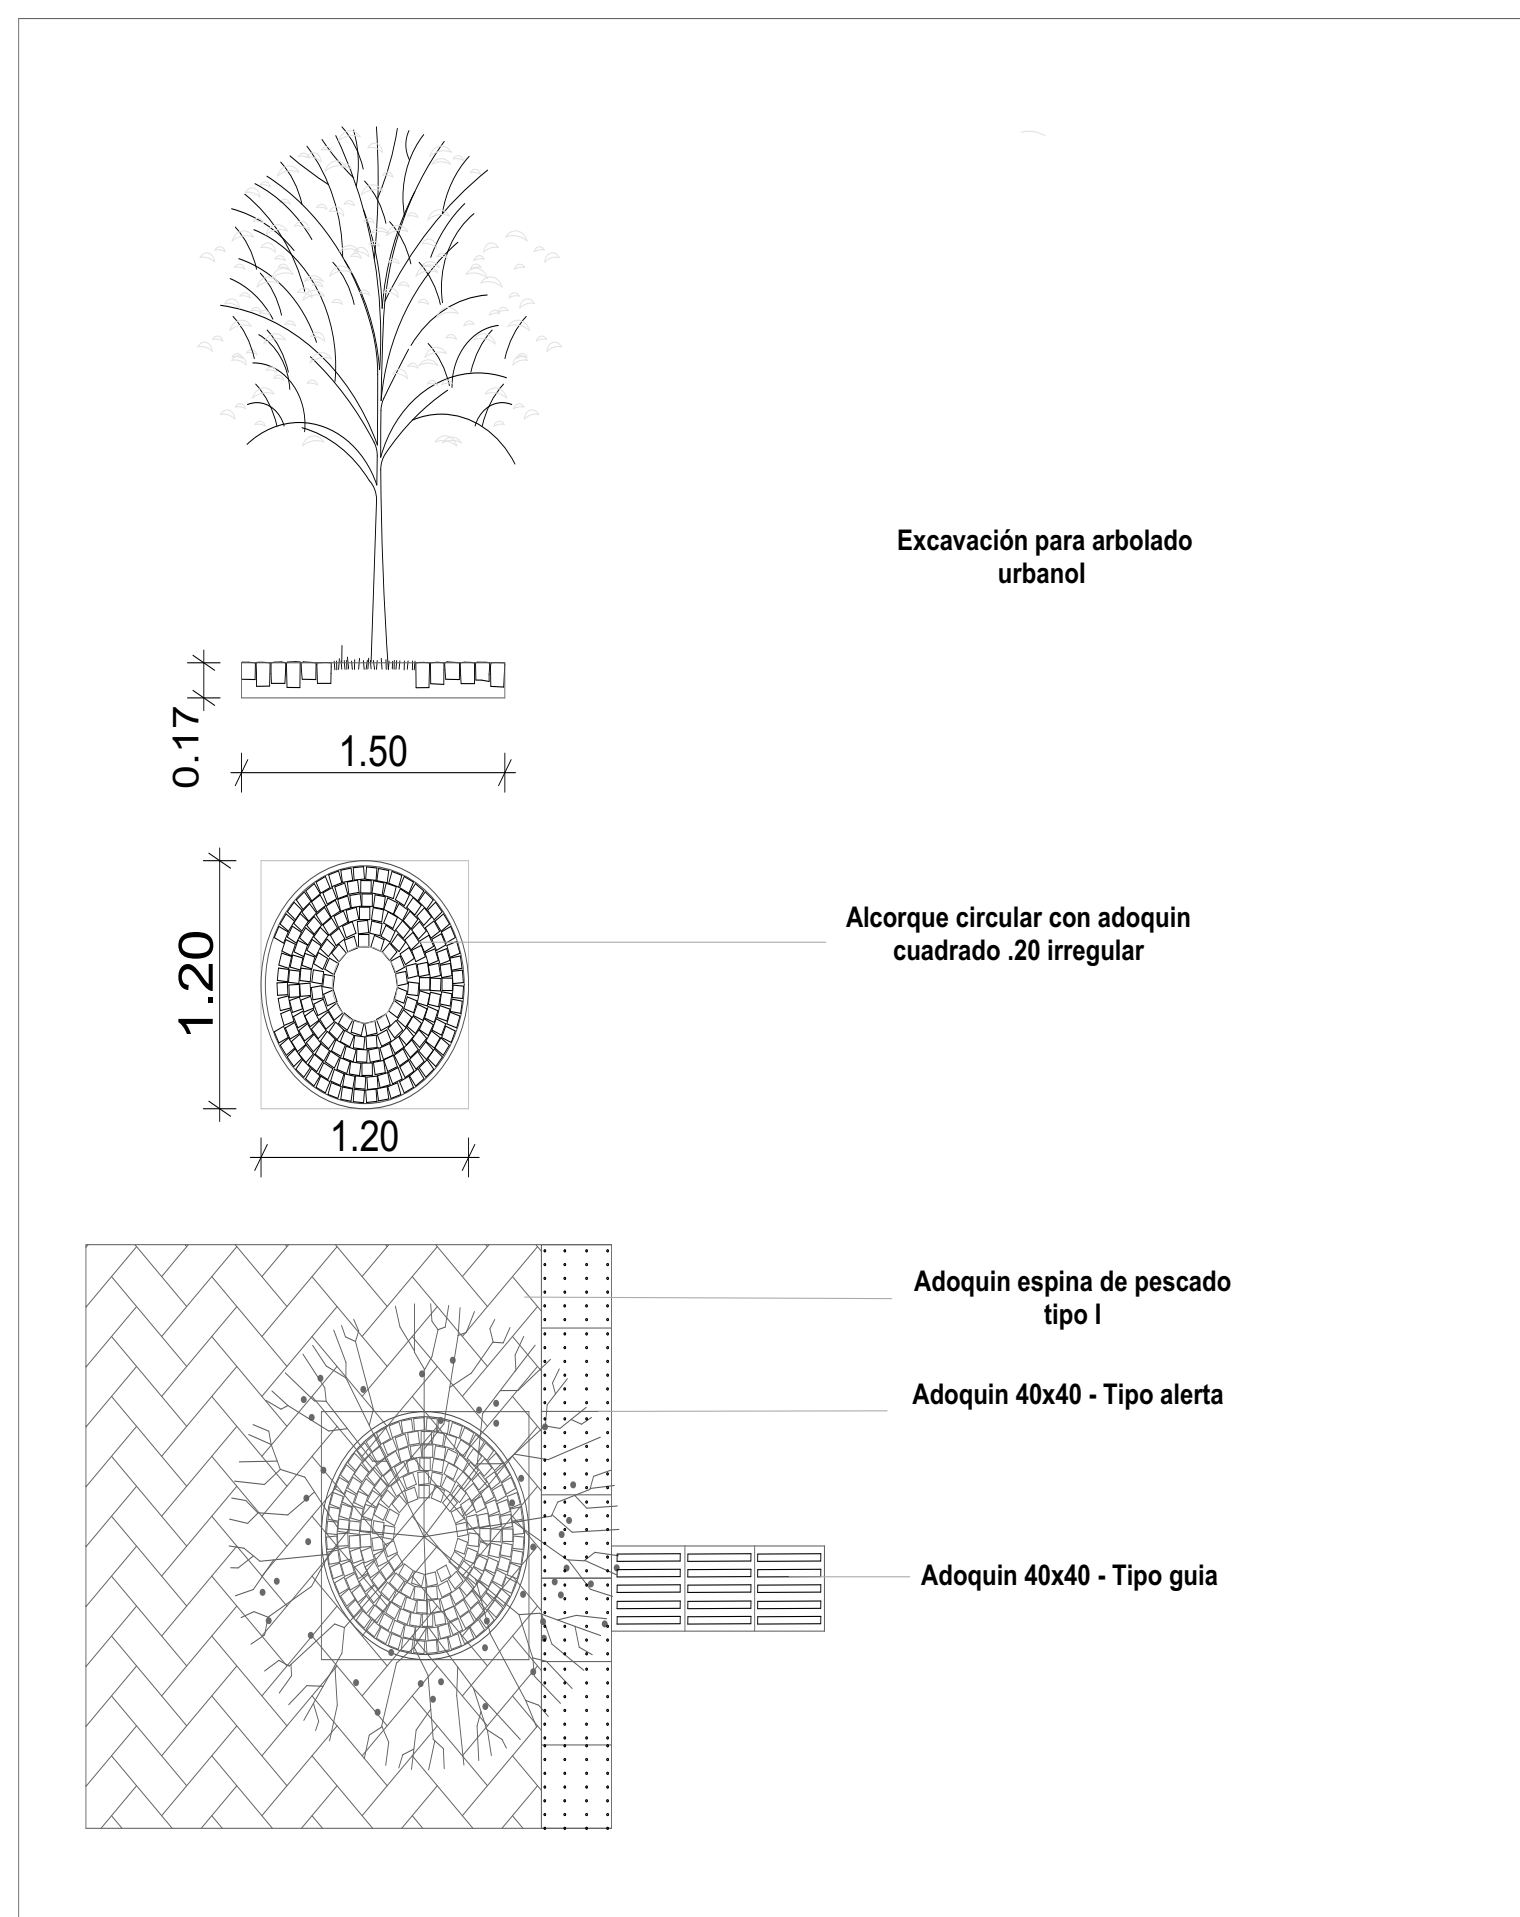 Excavación para arbolado
urbanol
0.17
1.50
Alcorque circular con adoquin
cuadrado .20 irregular
1.20
1.20
Adoquin espina de pescado
tipo I
Adoquin 40x40 - Tipo alerta
Adoquin 40x40 - Tipo guia